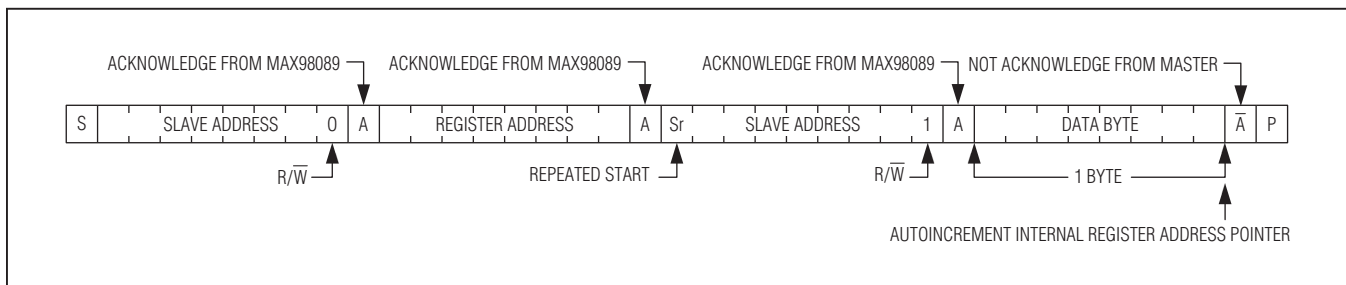 ACKNOWLEDGE FROM MAX98089 ACKNOWLEDGE FROM MAX98089 ACKNOWLEDGE FROM MAX98089 NOT ACKNOWLEDGE FROM MASTER
S SLAVE ADDRESS 0 A REGISTER ADDRESS A Sr SLAVE ADDRESS 1 A DATA BYTE A̅ P
R/W̅ REPEATED START R/W̅ 1 BYTE
AUTOINCREMENT INTERNAL REGISTER ADDRESS POINTER